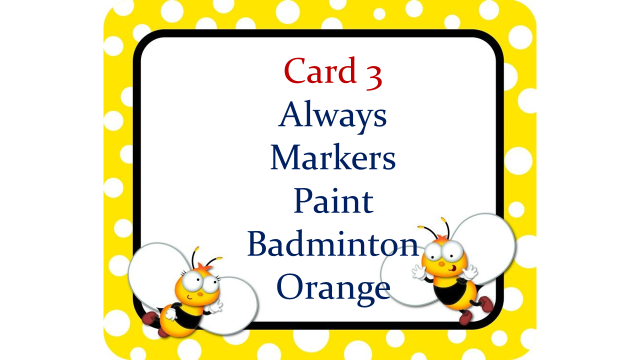 Card 3
Always
Markers
Paint
Badminton
Orange